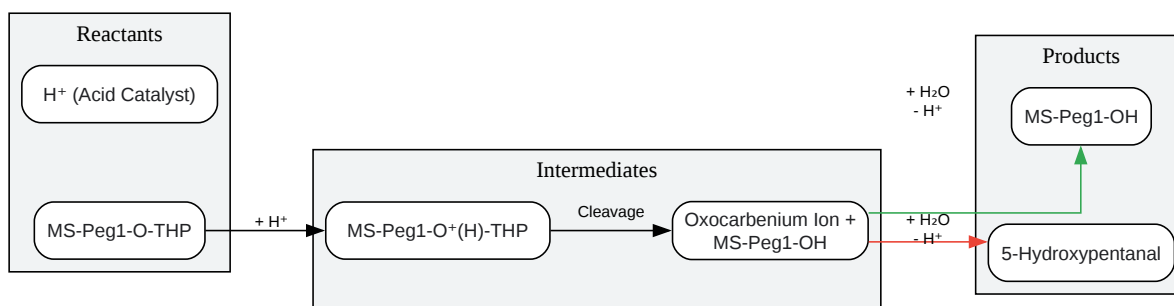 Reactants
H⁺ (Acid Catalyst)
MS-Peg1-O-THP
+ H⁺
Intermediates
MS-Peg1-O⁺(H)-THP
Cleavage
Oxocarbenium Ion +
MS-Peg1-OH
+ H₂O
- H⁺
+ H₂O
- H⁺
Products
MS-Peg1-OH
5-Hydroxypentanal